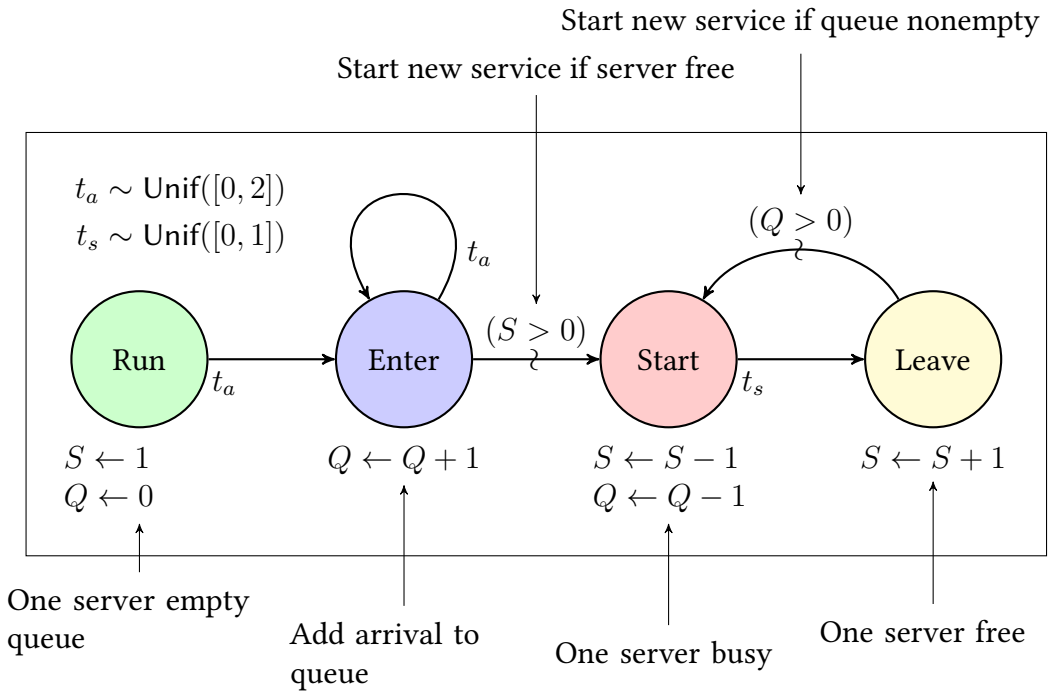 Start new service if queue nonempty
Start new service if server free
t_a ∼ Unif([0, 2])
t_s ∼ Unif([0, 1])
(Q > 0)
t_a
(S > 0)
Run
Enter
Start
Leave
t_a
t_s
S ← 1
Q ← 0
Q ← Q + 1
S ← S − 1
Q ← Q − 1
S ← S + 1
One server empty
queue
Add arrival to
queue
One server busy
One server free